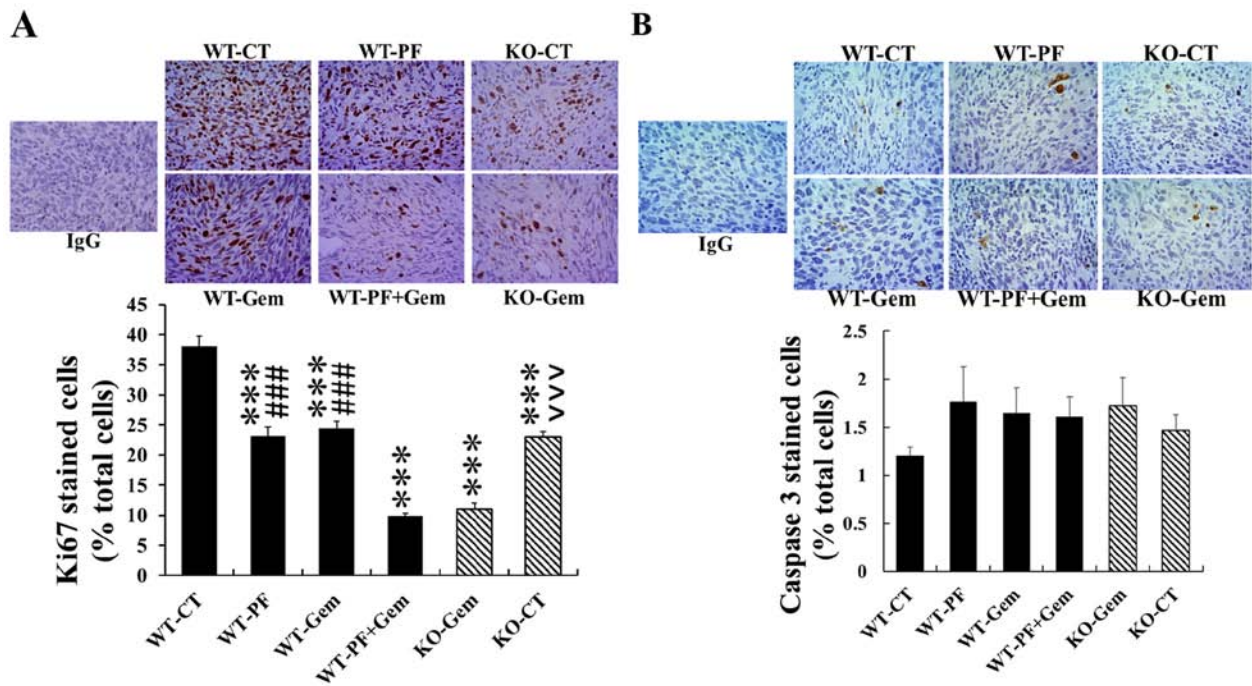 A
WT-CT WT-PF KO-CT
IgG
WT-Gem WT-PF+Gem KO-Gem
45
40
35
30
25
20
15
10
5
0
Ki67 stained cells
(% total cells)
***
###
***
###
***
***
***
>>>
WT-CT
WT-PF
WT-Gem
WT-PF+Gem
KO-Gem
KO-CT
B
WT-CT WT-PF KO-CT
IgG
WT-Gem WT-PF+Gem KO-Gem
2.5
2
1.5
1
0.5
0
Caspase 3 stained cells
(% total cells)
WT-CT
WT-PF
WT-Gem
WT-PF+Gem
KO-Gem
KO-CT